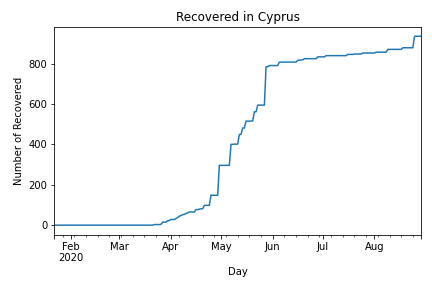 Recovered in Cyprus
Number of Recovered
800
600
400
200
0
Feb
2020
Mar
Apr
May
Jun
Jul
Aug
Day